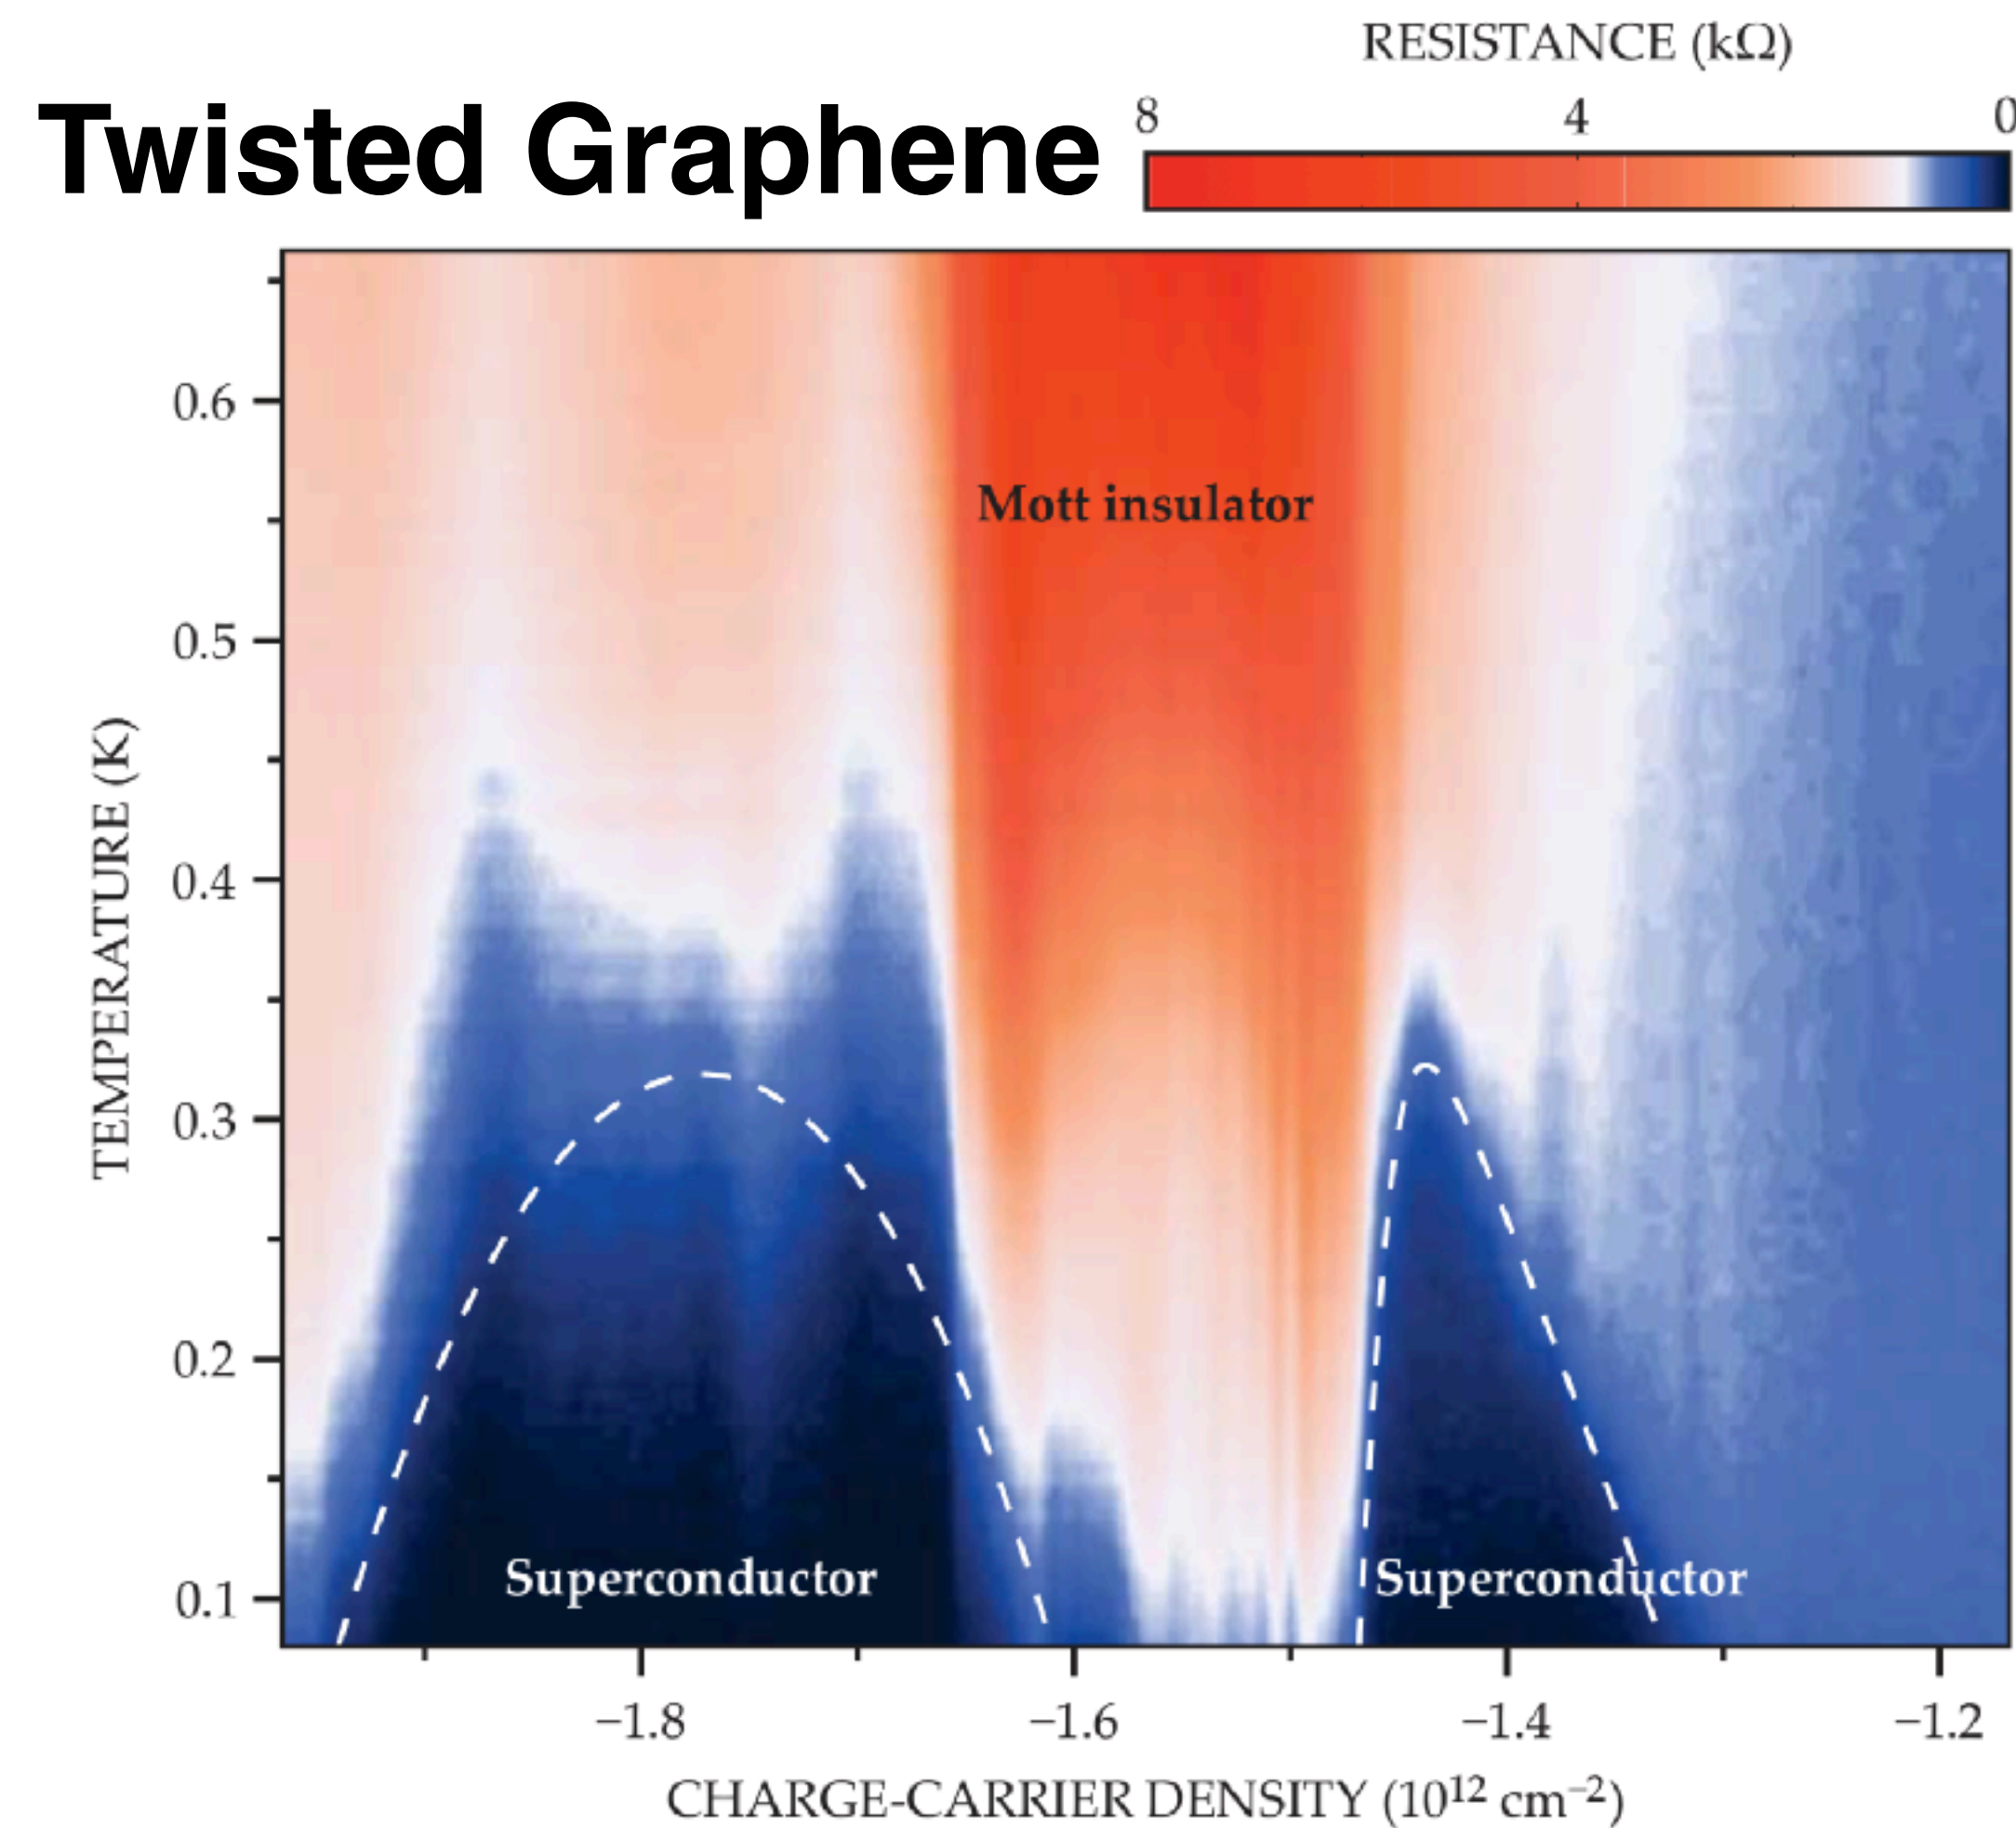 RESISTANCE (kΩ)
Twisted Graphene
8 4 0
Mott insulator
0.6
0.5
0.4
0.3
0.2
0.1
TEMPERATURE (K)
Superconductor Superconductor
−1.8 −1.6 −1.4 −1.2
CHARGE-CARRIER DENSITY (10¹² cm⁻²)